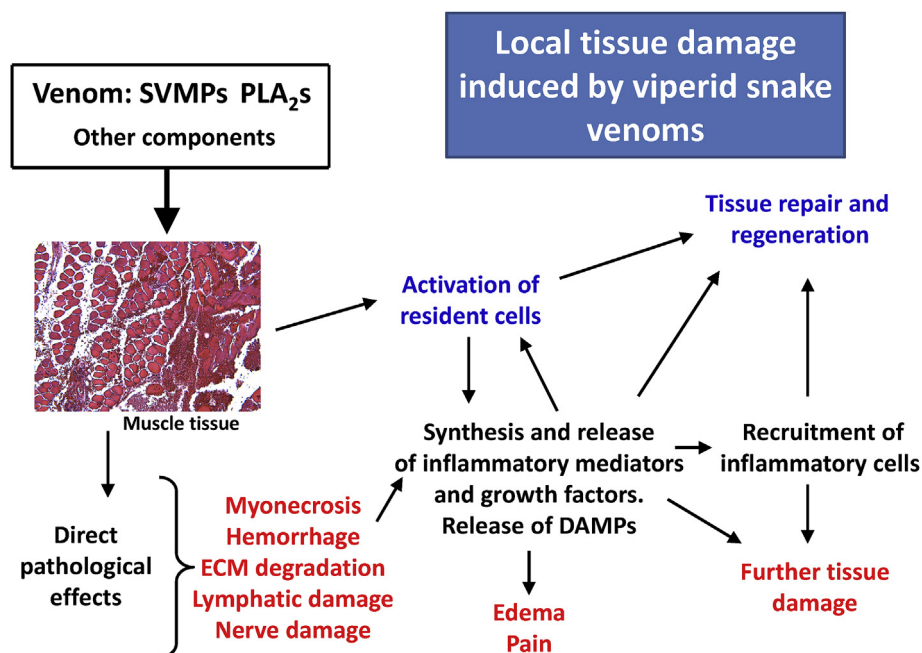 Local tissue damage
induced by viperid snake
venoms
Venom: SVMPs PLA₂s
Other components
Tissue repair and
regeneration
Activation of
resident cells
Muscle tissue
Synthesis and release
of inflammatory mediators
and growth factors.
Release of DAMPs
Recruitment of
inflammatory cells
Direct
pathological
effects
Myonecrosis
Hemorrhage
ECM degradation
Lymphatic damage
Nerve damage
Edema
Pain
Further tissue
damage